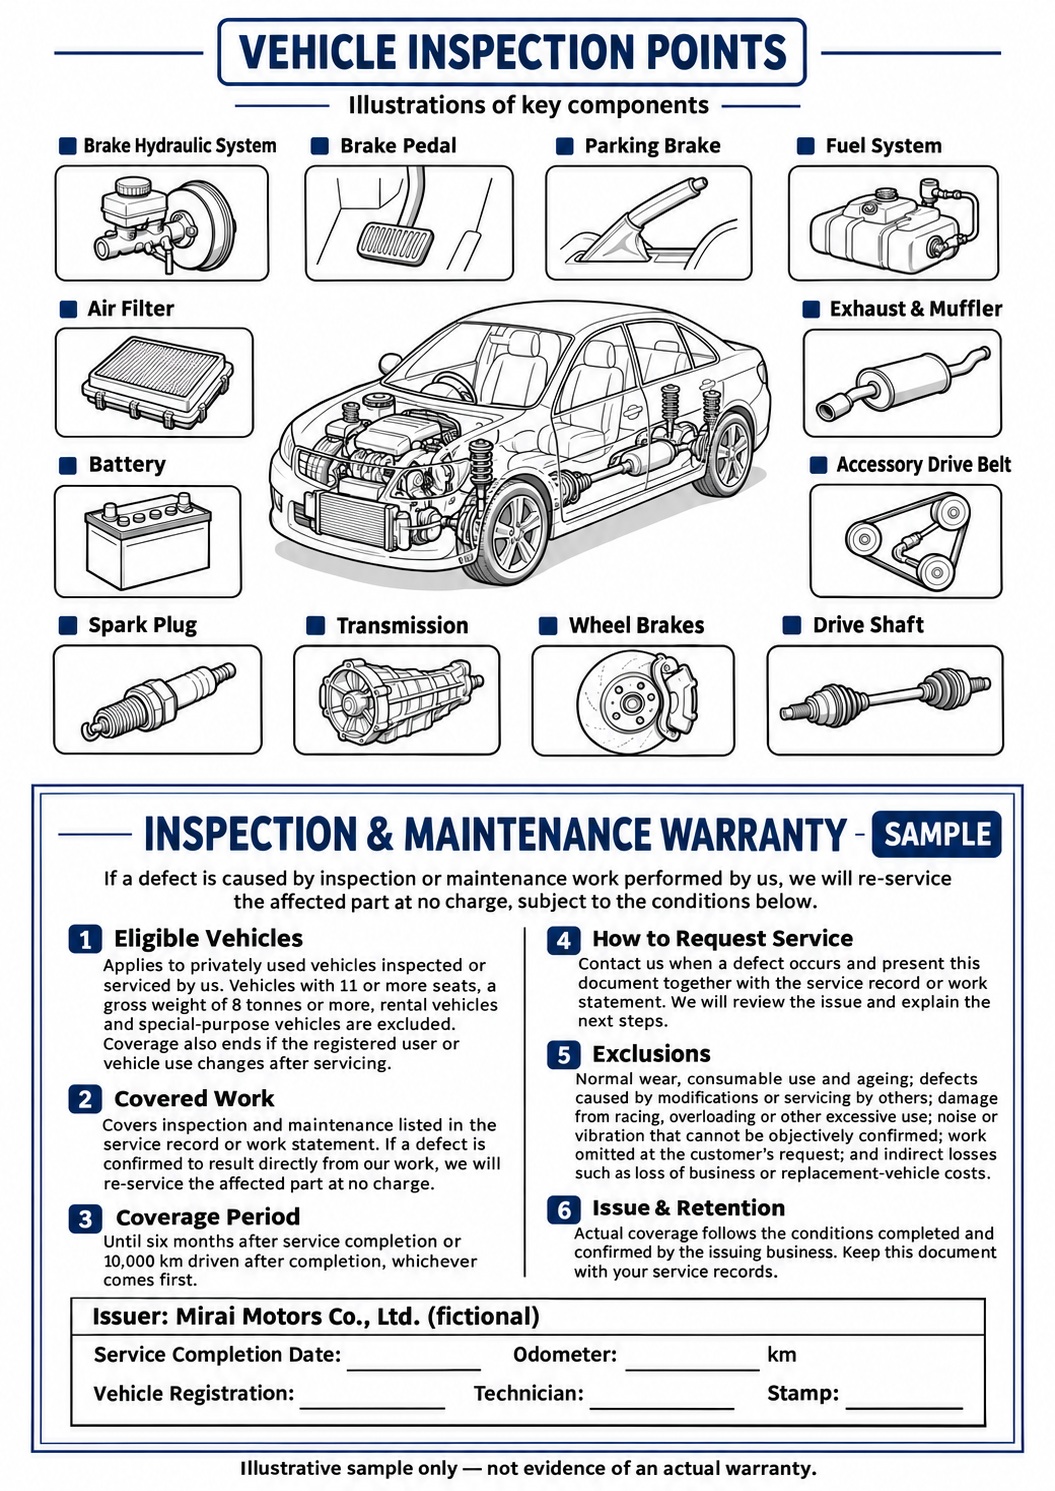 VEHICLE INSPECTION POINTS
Illustrations of key components
Brake Hydraulic System
Brake Pedal
Parking Brake
Fuel System
Air Filter
Exhaust & Muffler
Battery
Accessory Drive Belt
Spark Plug
Transmission
Wheel Brakes
Drive Shaft
INSPECTION & MAINTENANCE WARRANTY - SAMPLE
If a defect is caused by inspection or maintenance work performed by us, we will re-service
the affected part at no charge, subject to the conditions below.
1 Eligible Vehicles
Applies to privately used vehicles inspected or
serviced by us. Vehicles with 11 or more seats, a
gross weight of 8 tonnes or more, rental vehicles
and special-purpose vehicles are excluded.
Coverage also ends if the registered user or
vehicle use changes after servicing.
2 Covered Work
Covers inspection and maintenance listed in the
service record or work statement. If a defect is
confirmed to result directly from our work, we will
re-service the affected part at no charge.
3 Coverage Period
Until six months after service completion or
10,000 km driven after completion, whichever
comes first.
4 How to Request Service
Contact us when a defect occurs and present this
document together with the service record or work
statement. We will review the issue and explain the
next steps.
5 Exclusions
Normal wear, consumable use and ageing; defects
caused by modifications or servicing by others; damage
from racing, overloading or other excessive use; noise or
vibration that cannot be objectively confirmed; work
omitted at the customer's request; and indirect losses
such as loss of business or replacement-vehicle costs.
6 Issue & Retention
Actual coverage follows the conditions completed and
confirmed by the issuing business. Keep this document
with your service records.
Issuer: Mirai Motors Co., Ltd. (fictional)
Service Completion Date: Odometer: km
Vehicle Registration: Technician: Stamp:
Illustrative sample only — not evidence of an actual warranty.